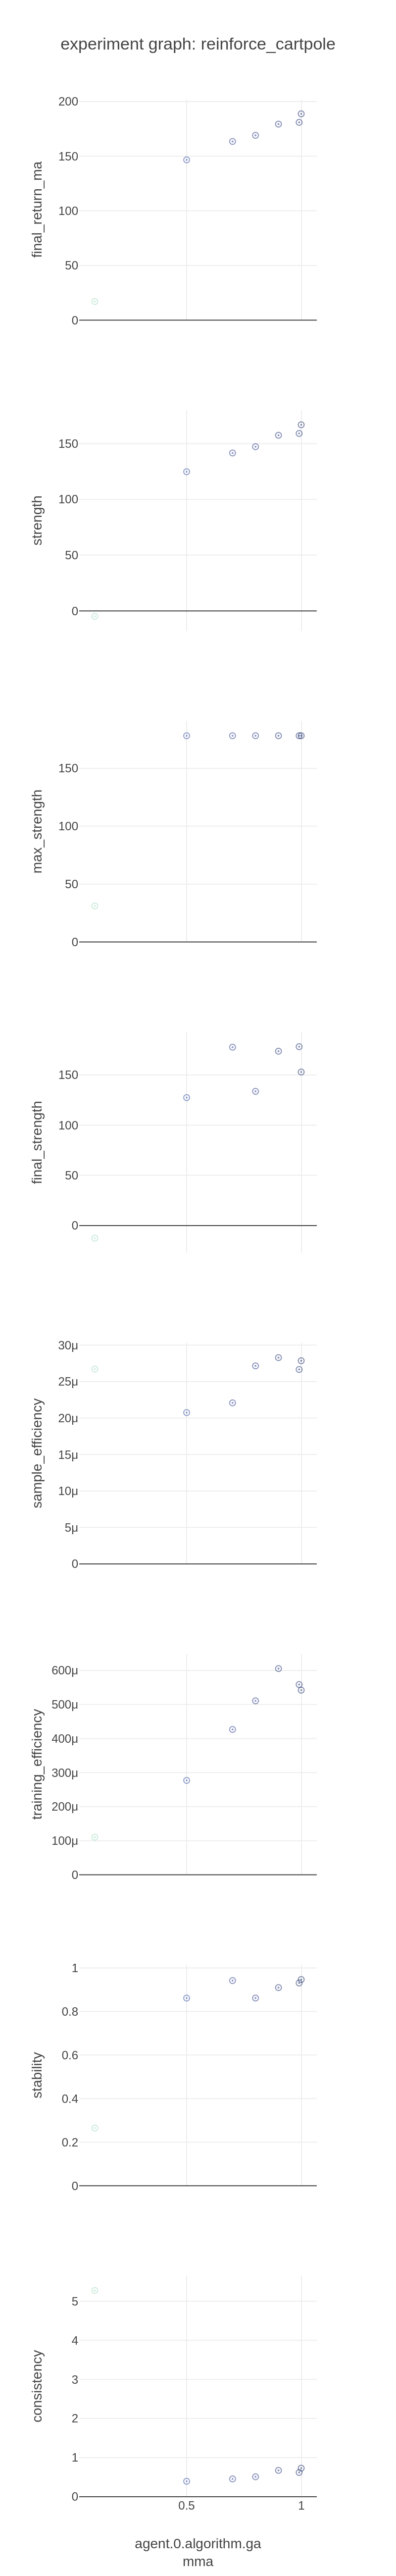 experiment graph: reinforce_cartpole
200
150
100
50
0
final_return_ma
150
100
50
0
strength
150
100
50
0
max_strength
150
100
50
0
final_strength
30μ
25μ
20μ
15μ
10μ
5μ
0
sample_efficiency
600μ
500μ
400μ
300μ
200μ
100μ
0
training_efficiency
1
0.8
0.6
0.4
0.2
0
stability
5
4
3
2
1
0
consistency
0.5
1
agent.0.algorithm.ga
mma